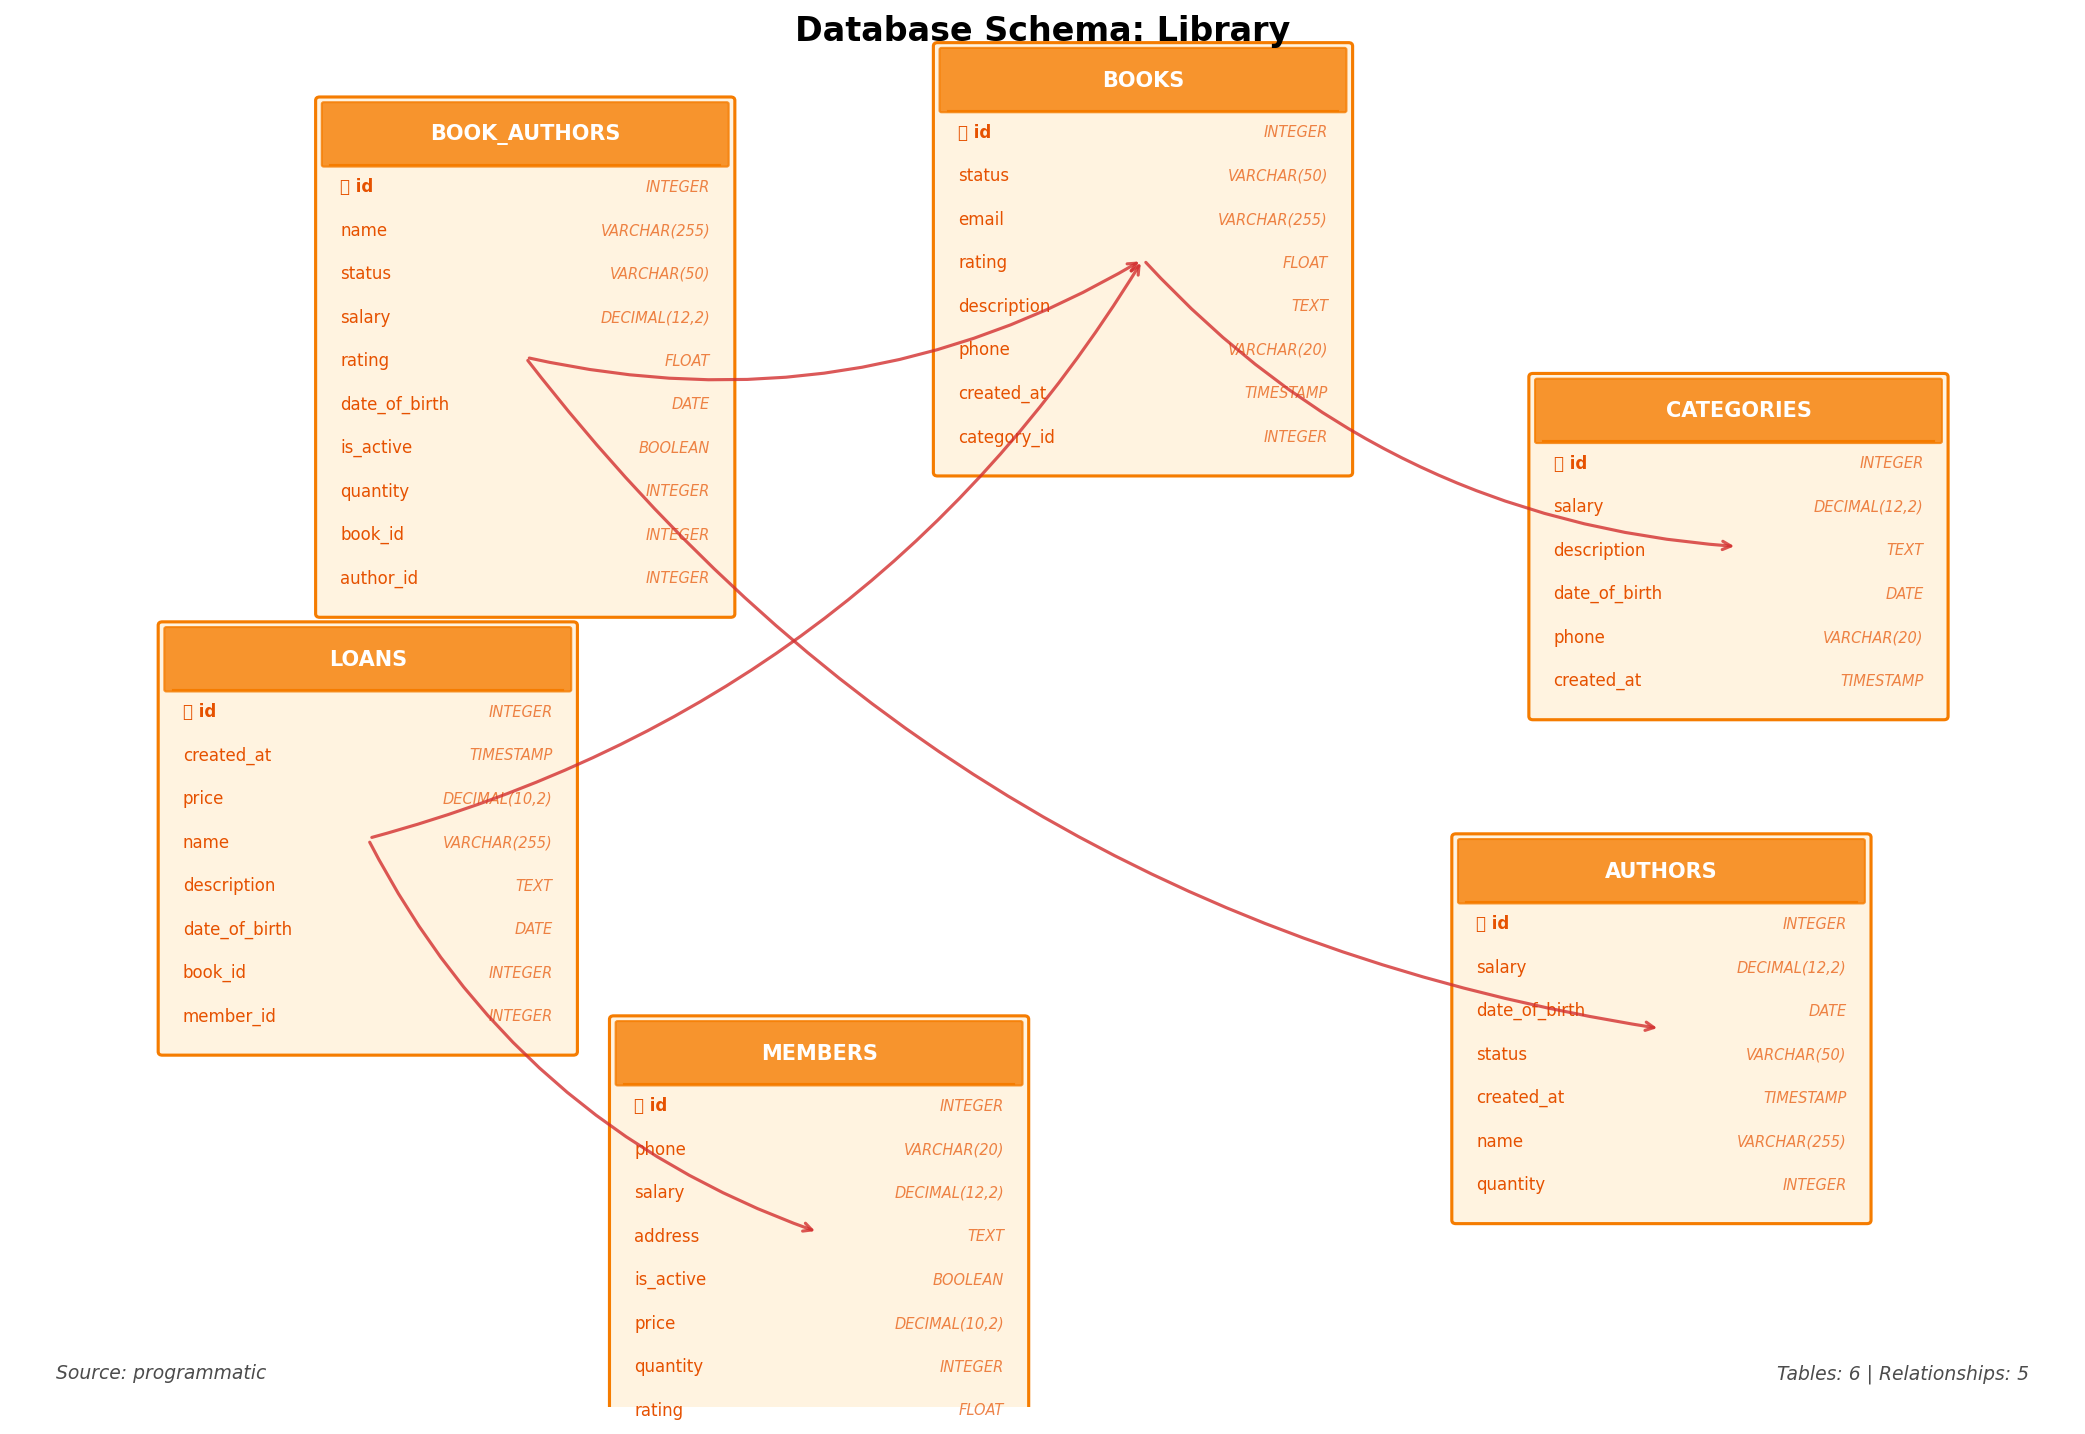 Database Schema: Library
BOOKS
id INTEGER
status VARCHAR(50)
email VARCHAR(255)
rating FLOAT
description TEXT
phone VARCHAR(20)
created_at TIMESTAMP
category_id INTEGER
BOOK_AUTHORS
id INTEGER
name VARCHAR(255)
status VARCHAR(50)
salary DECIMAL(12,2)
rating FLOAT
date_of_birth DATE
is_active BOOLEAN
quantity INTEGER
book_id INTEGER
author_id INTEGER
CATEGORIES
id INTEGER
salary DECIMAL(12,2)
description TEXT
date_of_birth DATE
phone VARCHAR(20)
created_at TIMESTAMP
LOANS
id INTEGER
created_at TIMESTAMP
price DECIMAL(10,2)
name VARCHAR(255)
description TEXT
date_of_birth DATE
book_id INTEGER
member_id INTEGER
AUTHORS
id INTEGER
salary DECIMAL(12,2)
date_of_birth DATE
status VARCHAR(50)
created_at TIMESTAMP
name VARCHAR(255)
quantity INTEGER
MEMBERS
id INTEGER
phone VARCHAR(20)
salary DECIMAL(12,2)
address TEXT
is_active BOOLEAN
price DECIMAL(10,2)
quantity INTEGER
rating FLOAT
Source: programmatic
Tables: 6 | Relationships: 5